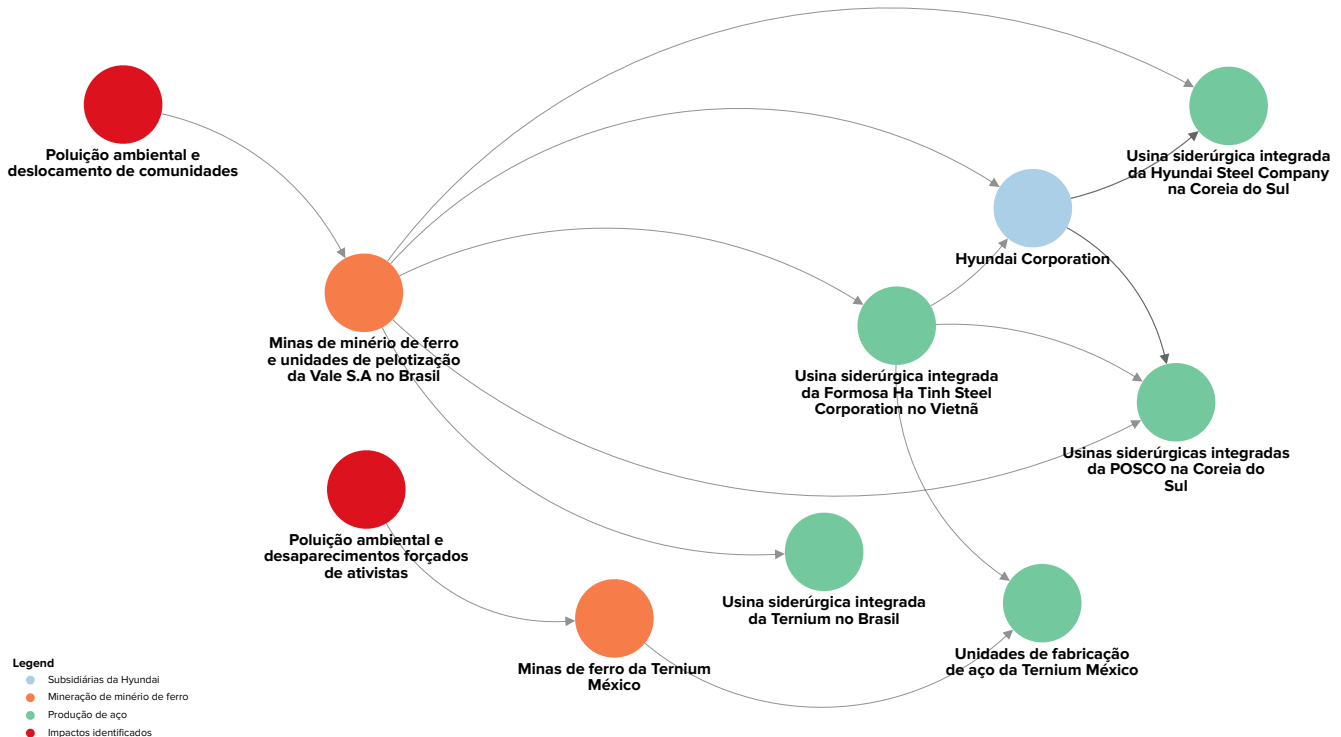 Poluição ambiental e
deslocamento de comunidades
Usina siderúrgica integrada
da Hyundai Steel Company
na Coreia do Sul
Hyundai Corporation
Minas de minério de ferro
e unidades de pelotização
da Vale S.A no Brasil
Usina siderúrgica integrada
da Formosa Ha Tinh Steel
Corporation no Vietnã
Usinas siderúrgicas integradas
da POSCO na Coreia do
Sul
Poluição ambiental e
desaparecimentos forçados
de ativistas
Usina siderúrgica integrada
da Ternium no Brasil
Minas de ferro da Ternium
México
Unidades de fabricação
de aço da Ternium México
Legend
Subsidiárias da Hyundai
Mineração de minério de ferro
Produção de aço
Impactos identificados